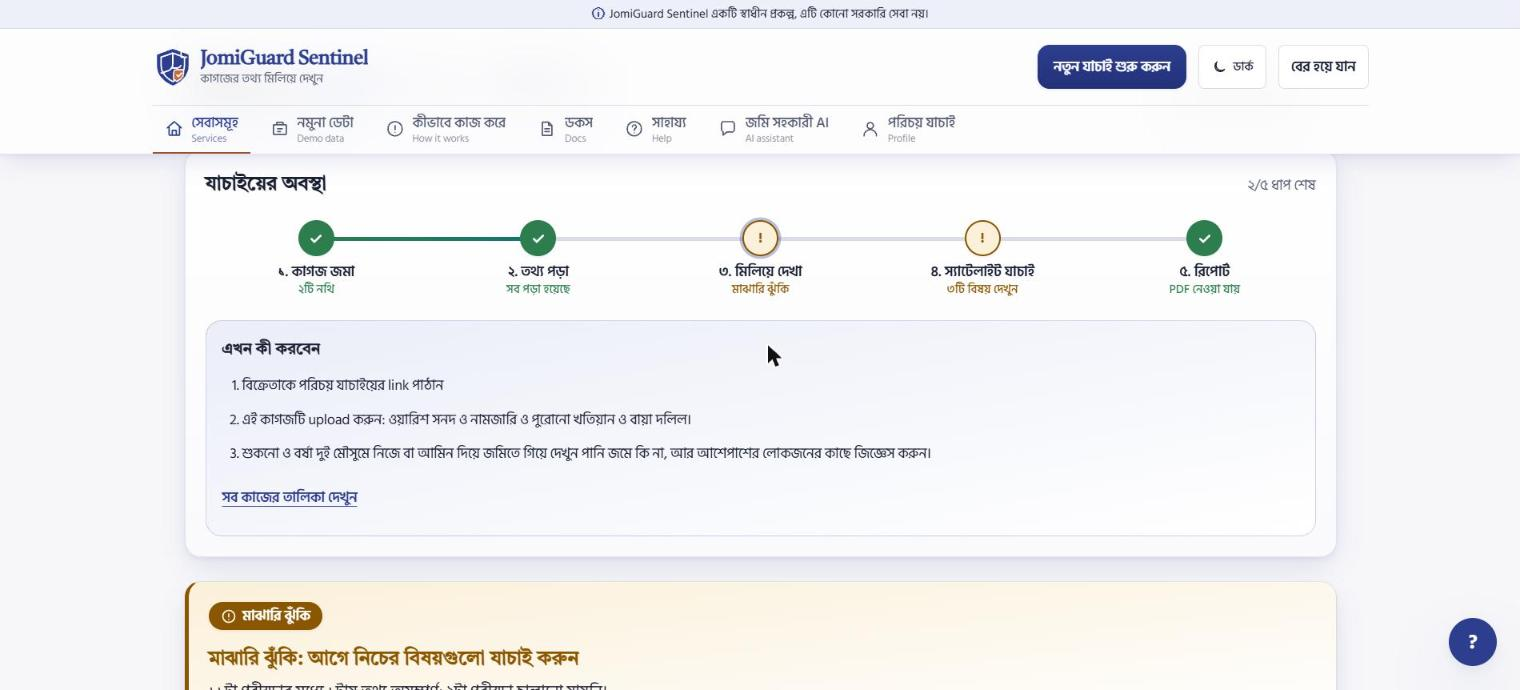 JomiGuard Sentinel একটি স্বাধীন প্রকল্প, এটি কোনো সরকারি সেবা নয়।
JomiGuard Sentinel
কাগজের তথ্য মিলিয়ে দেখুন
নতুন যাচাই শুরু করুন
ডার্ক
বের হয়ে যান
সেবাসমূহ
Services
নমুনা ডেটা
Demo data
কীভাবে কাজ করে
How it works
ডকস
Docs
সাহায্য
Help
জমি সহকারী AI
AI assistant
পরিচয় যাচাই
Profile
যাচাইয়ের অবস্থা
২/৫ ধাপ শেষ
১. কাগজ জমা
২টি নথি
২. তথ্য পড়া
সব পড়া হয়েছে
৩. মিলিয়ে দেখা
মাঝারি ঝুঁকি
৪. স্যাটেলাইট যাচাই
৩টি বিষয় দেখুন
৫. রিপোর্ট
PDF নেওয়া যায়
এখন কী করবেন
1. বিক্রেতাকে পরিচয় যাচাইয়ের link পাঠান
2. এই কাগজটি upload করুন: ওয়ারিশ সনদ ও নামজারি ও পুরোনো খতিয়ান ও বায়া দলিল।
3. শুকনো ও বর্ষা দুই মৌসুমে নিজে বা আমিন দিয়ে জমিতে গিয়ে দেখুন পানি জমে কি না, আর আশেপাশের লোকজনের কাছে জিজ্ঞেস করুন।
সব কাজের তালিকা দেখুন
মাঝারি ঝুঁকি
মাঝারি ঝুঁকি: আগে নিচের বিষয়গুলো যাচাই করুন
?